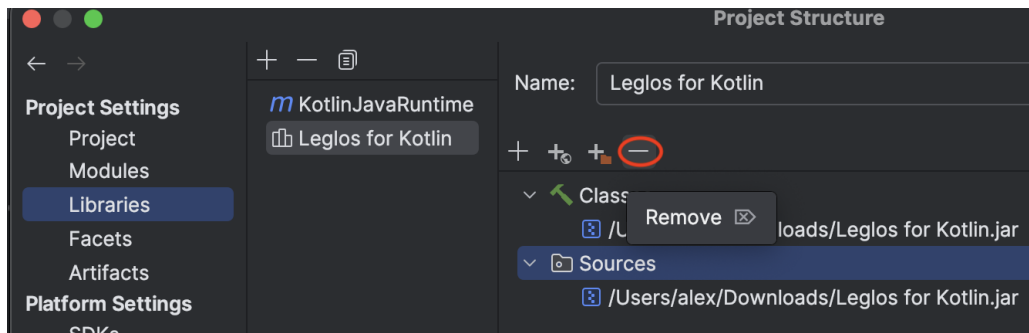 Project Structure
Project Settings
Project
Modules
Libraries
Facets
Artifacts
Platform Settings
KotlinJavaRuntime
Leglos for Kotlin
Name: Leglos for Kotlin
Remove
loads/Leglos for Kotlin.jar
Sources
/Users/alex/Downloads/Leglos for Kotlin.jar